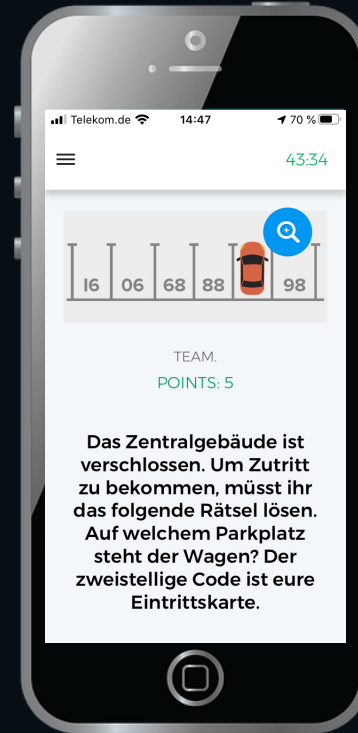 Telekom.de 14:47 70 %
43:34
16 06 68 88 98
TEAM.
POINTS: 5
Das Zentralgebäude ist
verschlossen. Um Zutritt
zu bekommen, müsst ihr
das folgende Rätsel lösen.
Auf welchem Parkplatz
steht der Wagen? Der
zweistellige Code ist eure
Eintrittskarte.